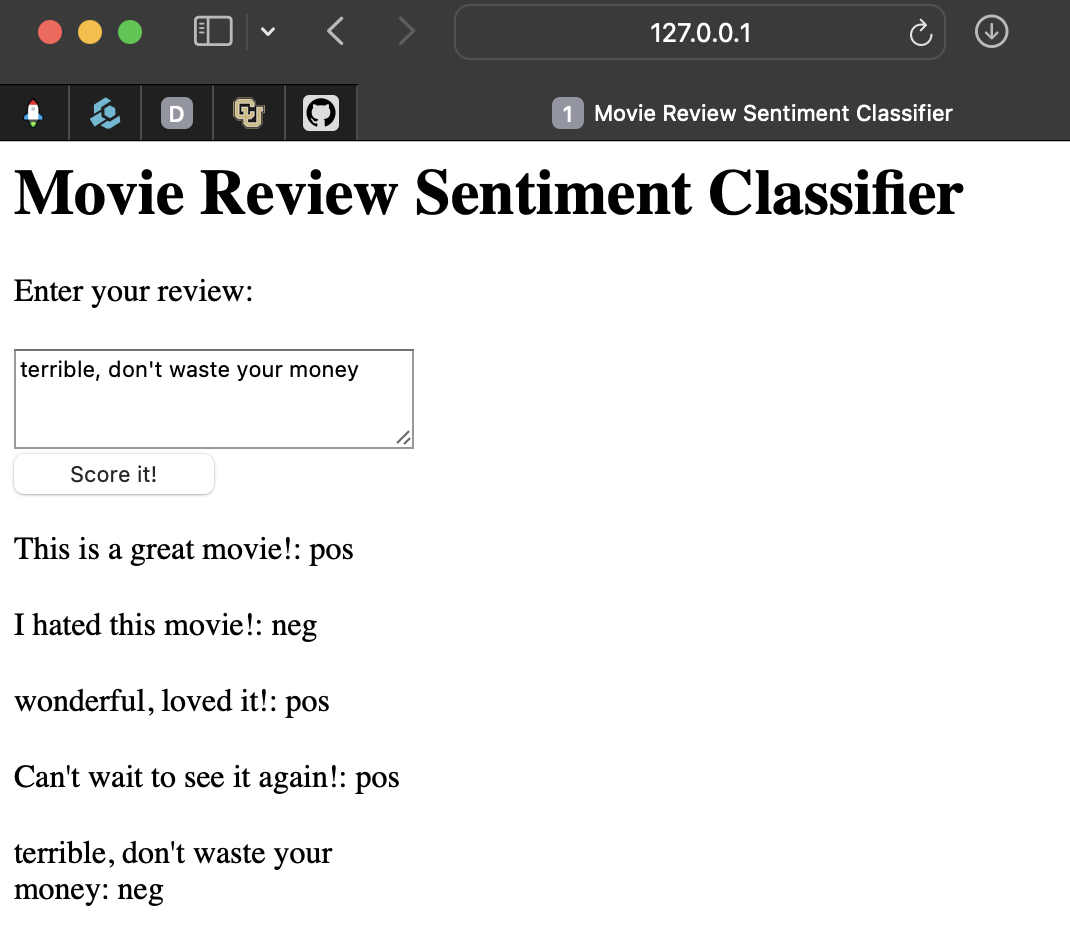 127.0.0.1
D
CU
1 Movie Review Sentiment Classifier
Movie Review Sentiment Classifier
Enter your review:
terrible, don't waste your money
Score it!
This is a great movie!: pos
I hated this movie!: neg
wonderful, loved it!: pos
Can't wait to see it again!: pos
terrible, don't waste your
money: neg